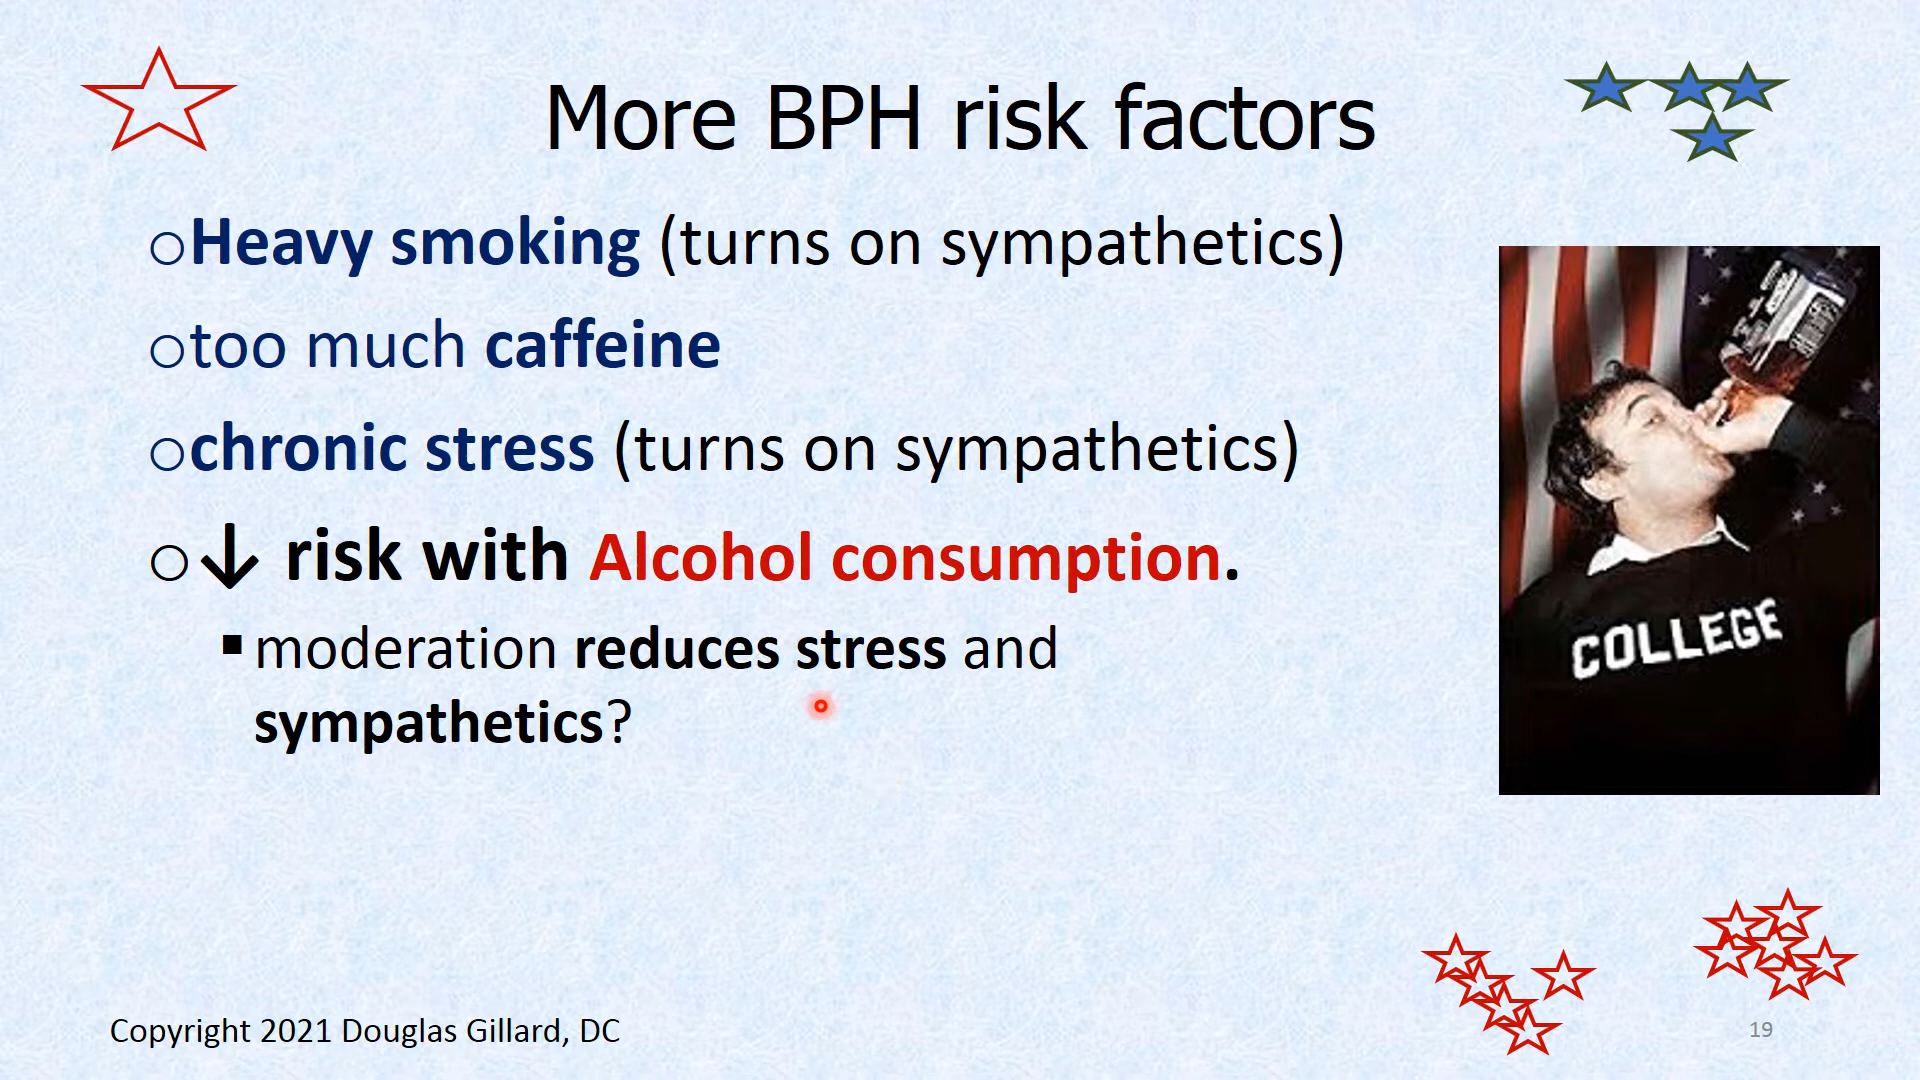 More BPH risk factors
Heavy smoking (turns on sympathetics)
too much caffeine
chronic stress (turns on sympathetics)
↓ risk with Alcohol consumption.
moderation reduces stress and
sympathetics?
COLLEGE
Copyright 2021 Douglas Gillard, DC
19